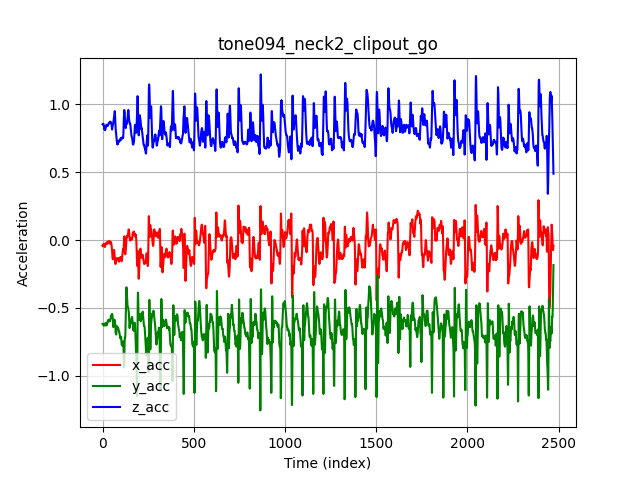 tone094_neck2_clipout_go
Acceleration
1.0
0.5
0.0
−0.5
−1.0
x_acc
y_acc
z_acc
0
500
1000
1500
2000
2500
Time (index)